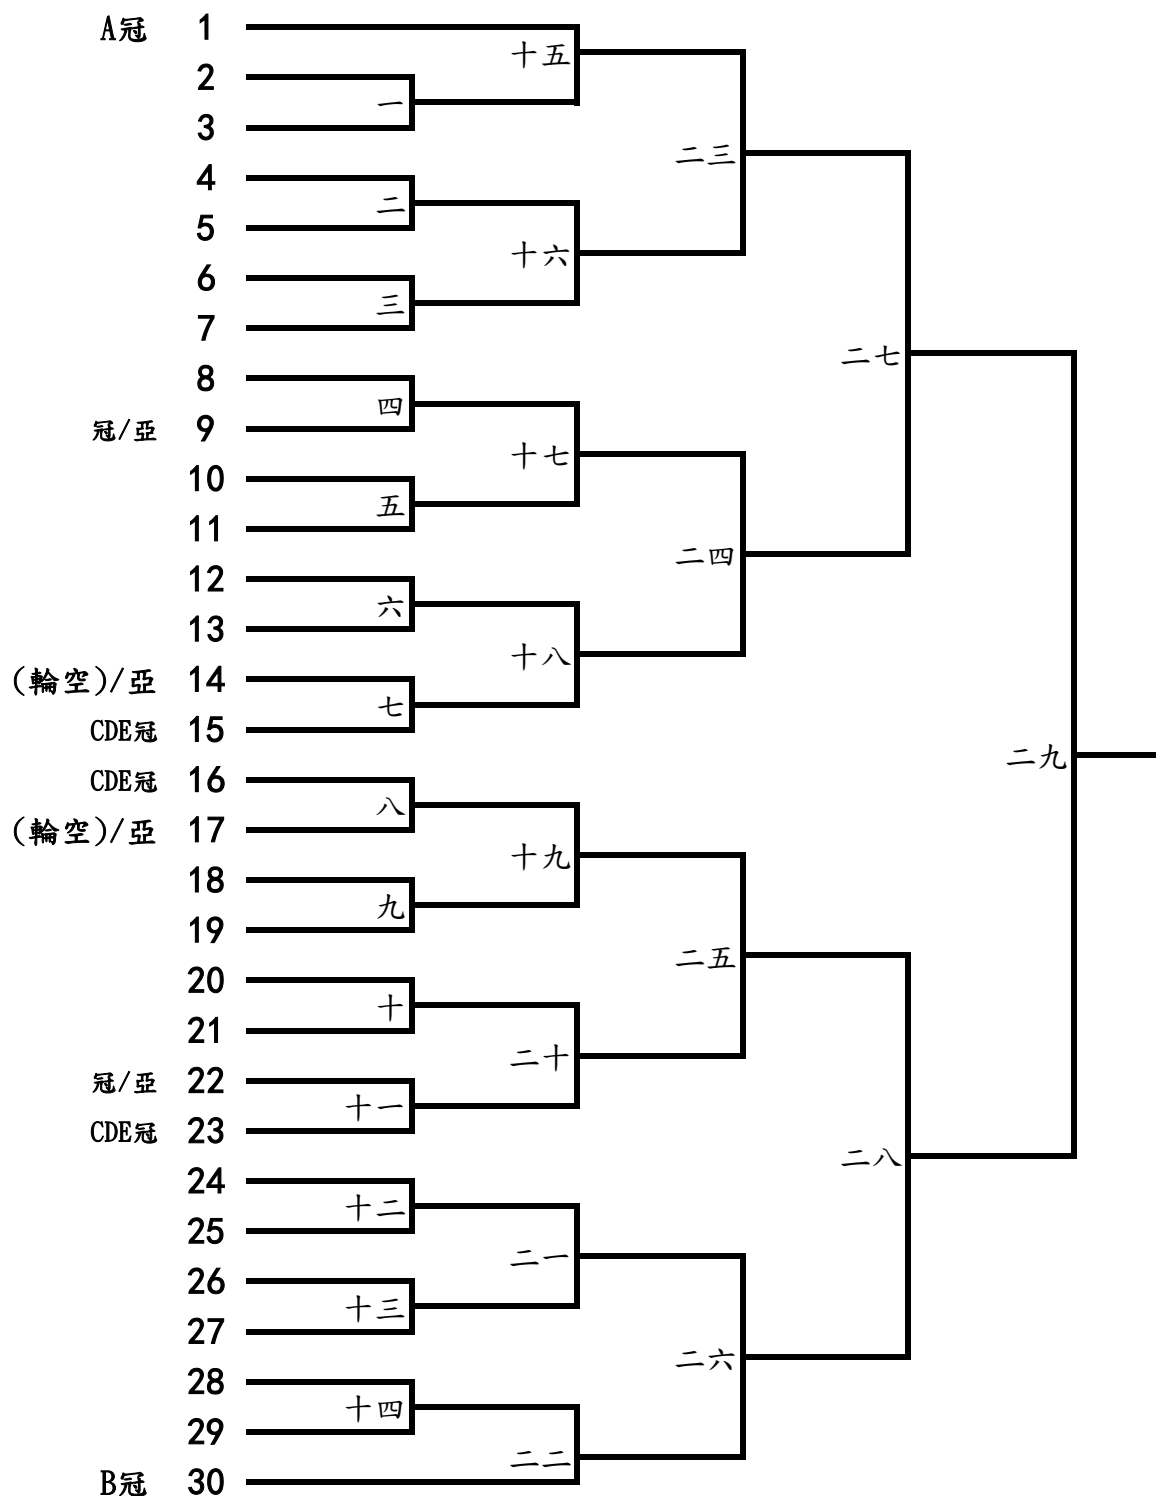 A冠 1
十五
2
一
3
二三
4
二
5
十六
6
三
7
二七
8
四
冠/亞 9
十七
10
五
11
二四
12
六
13
十八
(輪空)/亞 14
七
CDE冠 15
二九
CDE冠 16
八
(輪空)/亞 17
十九
18
九
19
二五
20
十
21
二十
冠/亞 22
十一
CDE冠 23
二八
24
十二
25
二一
26
十三
27
二六
28
十四
29
二二
B冠 30